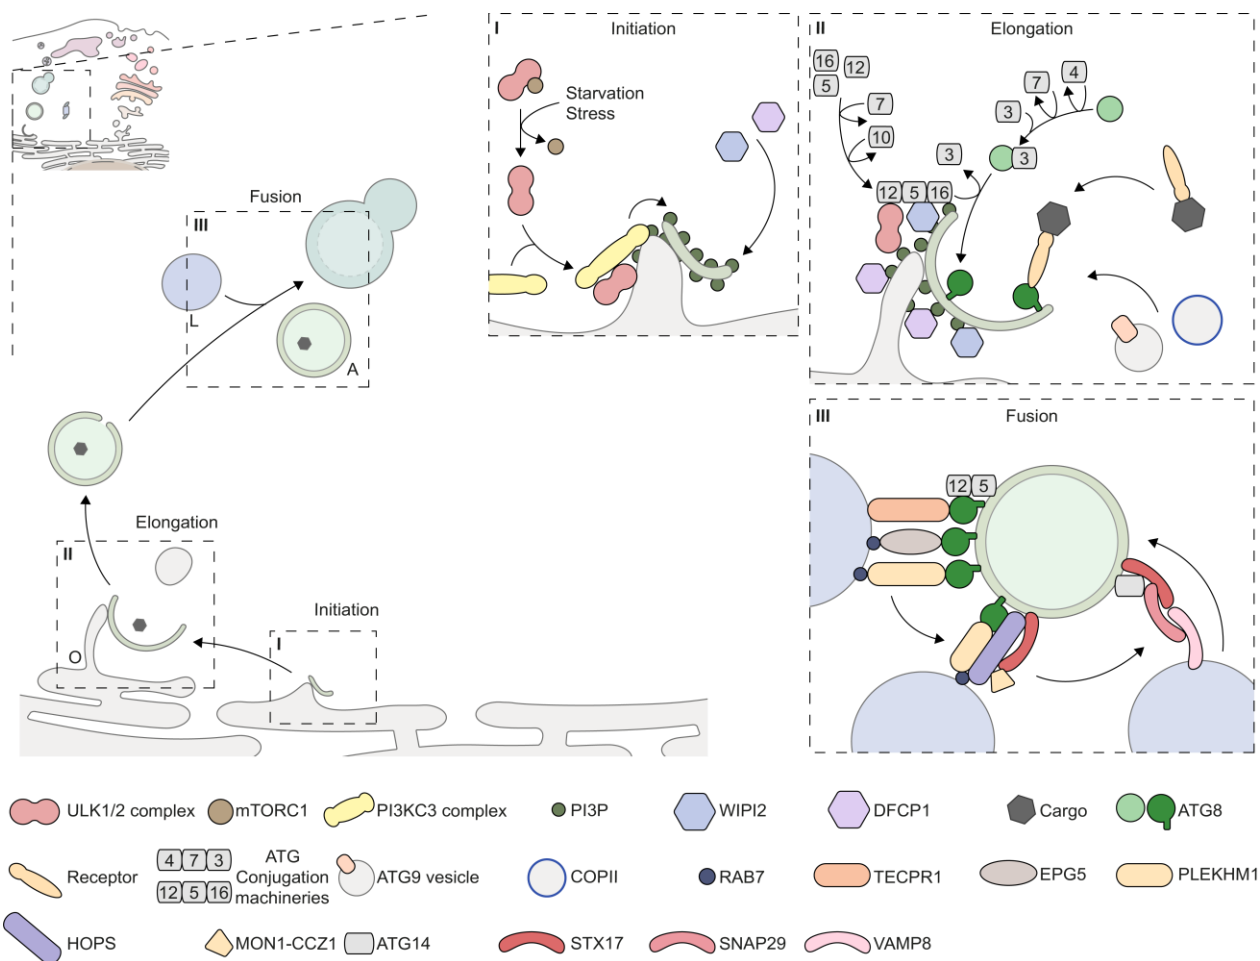 Fusion
III
L
A
Elongation
II
O
Initiation
I
I
Initiation
Starvation
Stress
II
Elongation
16
12
5
7
10
12
5
16
3
3
7
4
3
III
Fusion
12
5
ULK1/2 complex
mTORC1
PI3KC3 complex
PI3P
WIPI2
DFCP1
Cargo
ATG8
Receptor
4 7 3
12 5 16
ATG
Conjugation
machineries
ATG9 vesicle
COPII
RAB7
TECPR1
EPG5
PLEKHM1
HOPS
MON1-CCZ1
ATG14
STX17
SNAP29
VAMP8